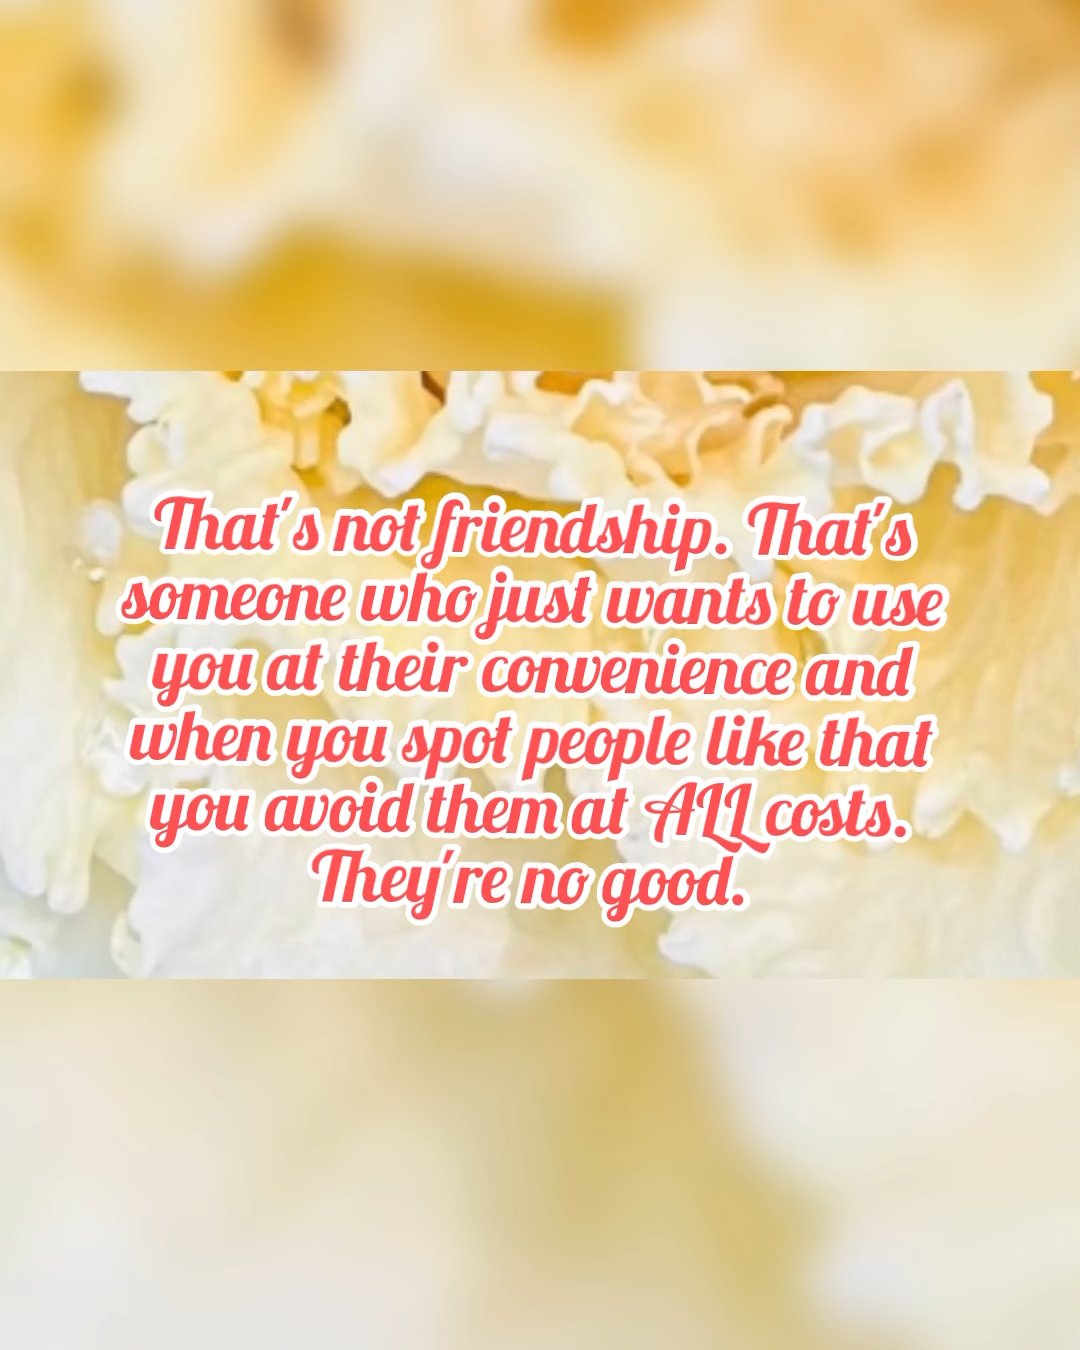 That's not friendship. That's
someone who just wants to use
you at their convenience and
when you spot people like that
you avoid them at ALL costs.
They're no good.